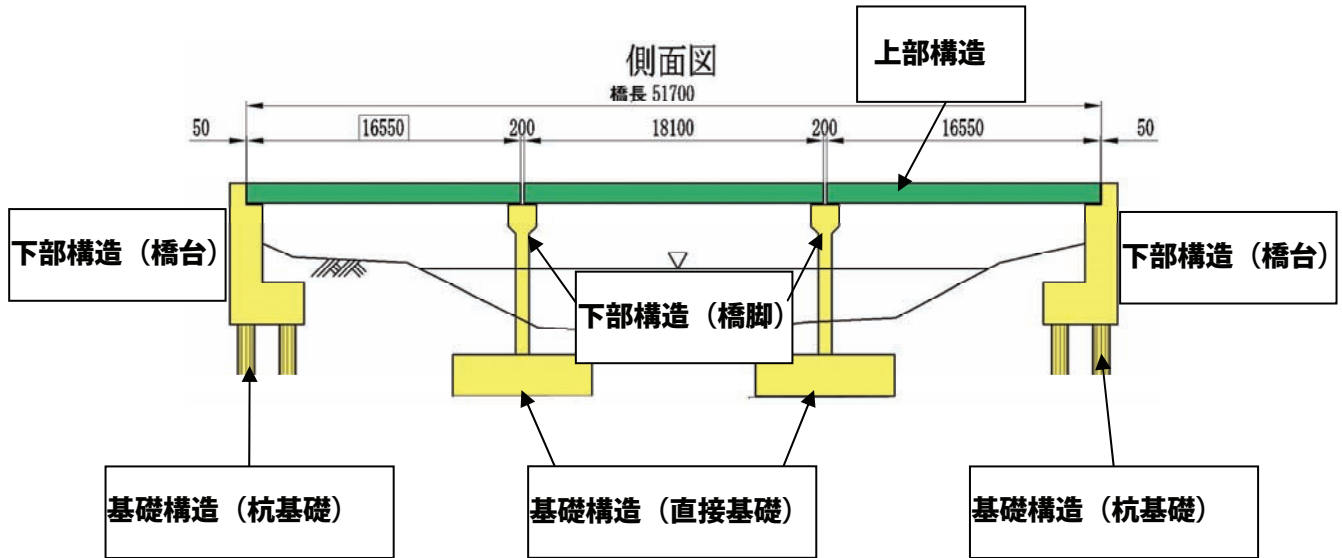 側面図
上部構造
橋長 51700
50
16550
200
18100
200
16550
50
下部構造（橋台）
下部構造（橋台）
下部構造（橋脚）
基礎構造（杭基礎）
基礎構造（直接基礎）
基礎構造（杭基礎）